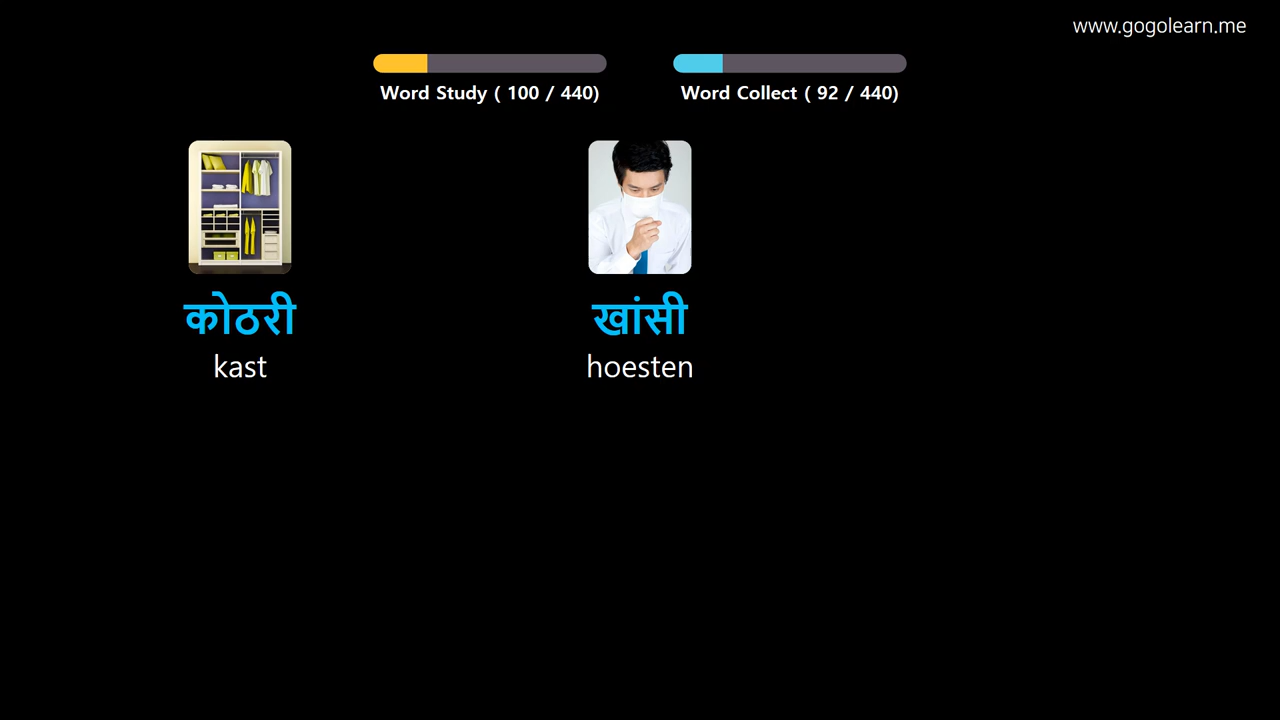 www.gogolearn.me
Word Study ( 100 / 440)
Word Collect ( 92 / 440)
कोठरी
kast
खांसी
hoesten